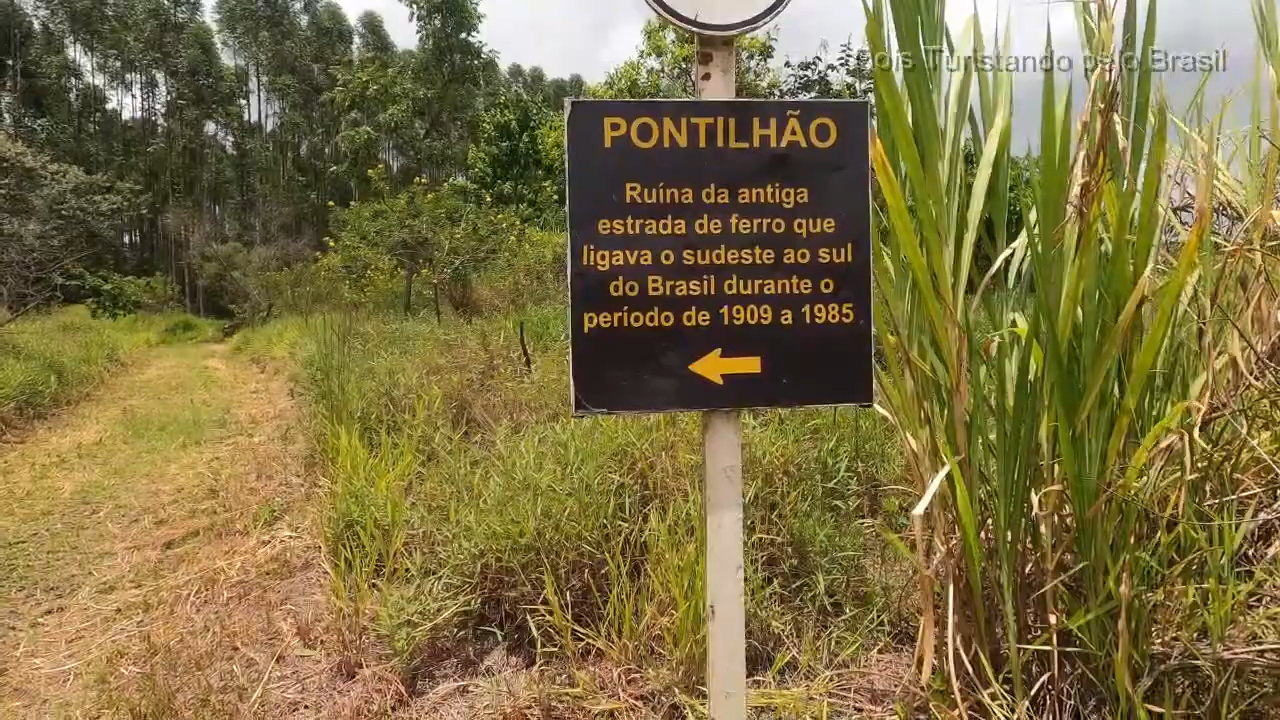 Dois Turistando pelo Brasil
PONTILHÃO
Ruína da antiga
estrada de ferro que
ligava o sudeste ao sul
do Brasil durante o
período de 1909 a 1985